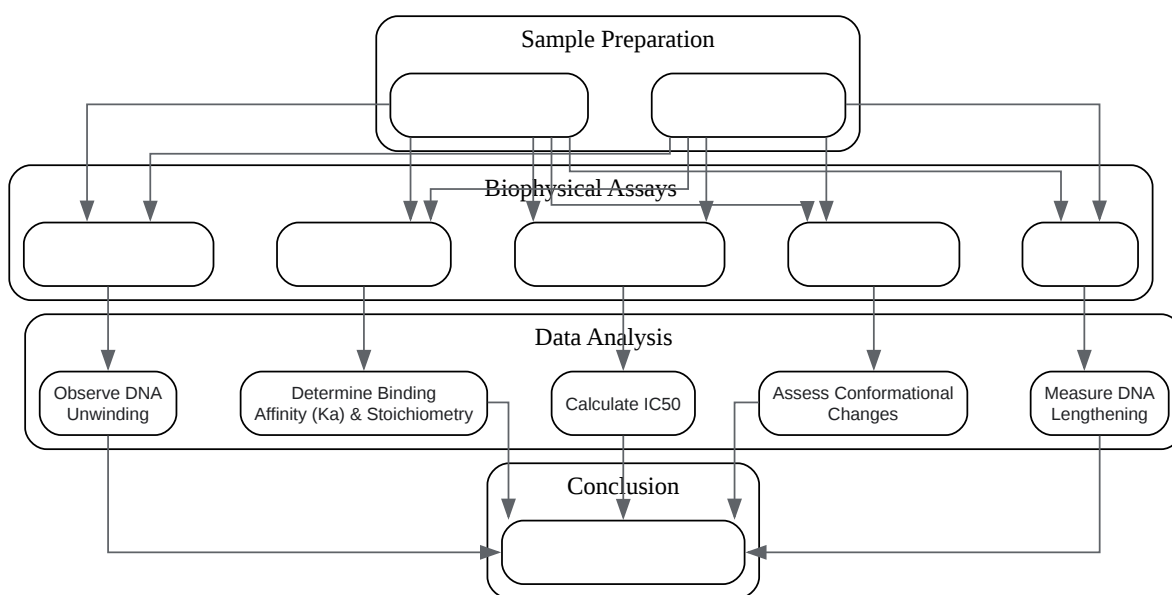 Sample Preparation
Biophysical Assays
Data Analysis
Observe DNA
Unwinding
Determine Binding
Affinity (Ka) & Stoichiometry
Calculate IC50
Assess Conformational
Changes
Measure DNA
Lengthening
Conclusion